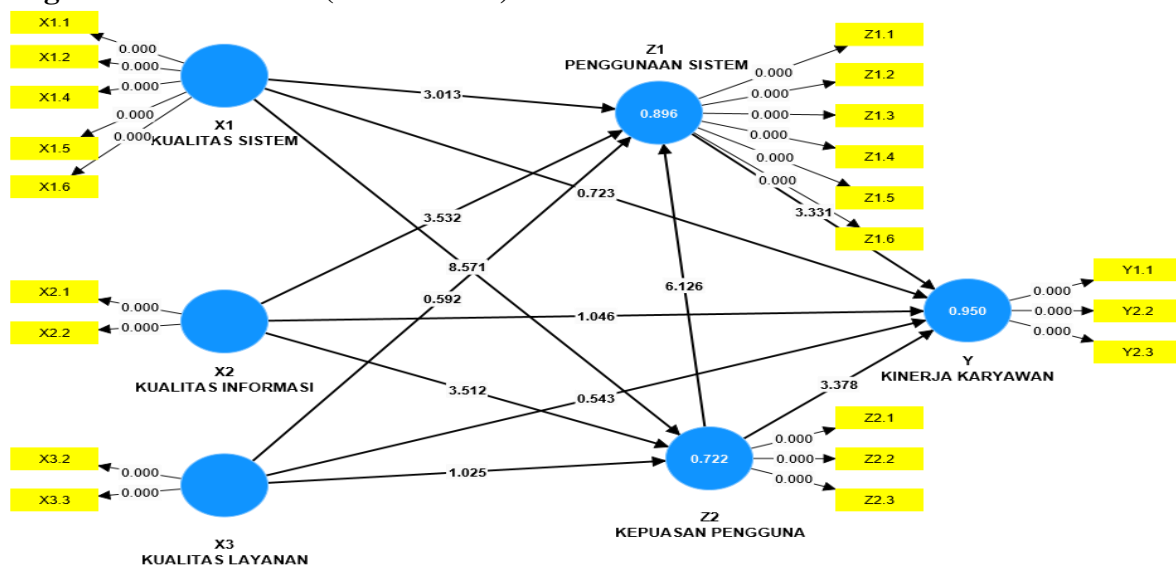 X1.1
X1.2
X1.4
X1.5
X1.6
0.000
0.000
0.000
0.000
0.000
X1
KUALITAS SISTEM
X2.1
X2.2
0.000
0.000
X2
KUALITAS INFORMASI
X3.2
X3.3
0.000
0.000
X3
KUALITAS LAYANAN
3.013
3.532
8.571
0.592
3.512
1.025
0.723
1.046
0.543
6.126
3.331
3.378
Z1
PENGGUNAAN SISTEM
0.896
0.000
0.000
0.000
0.000
0.000
0.000
Z1.1
Z1.2
Z1.3
Z1.4
Z1.5
Z1.6
0.950
Y
KINERJA KARYAWAN
0.000
0.000
0.000
Y1.1
Y2.2
Y2.3
0.722
Z2
KEPUASAN PENGGUNA
0.000
0.000
0.000
Z2.1
Z2.2
Z2.3